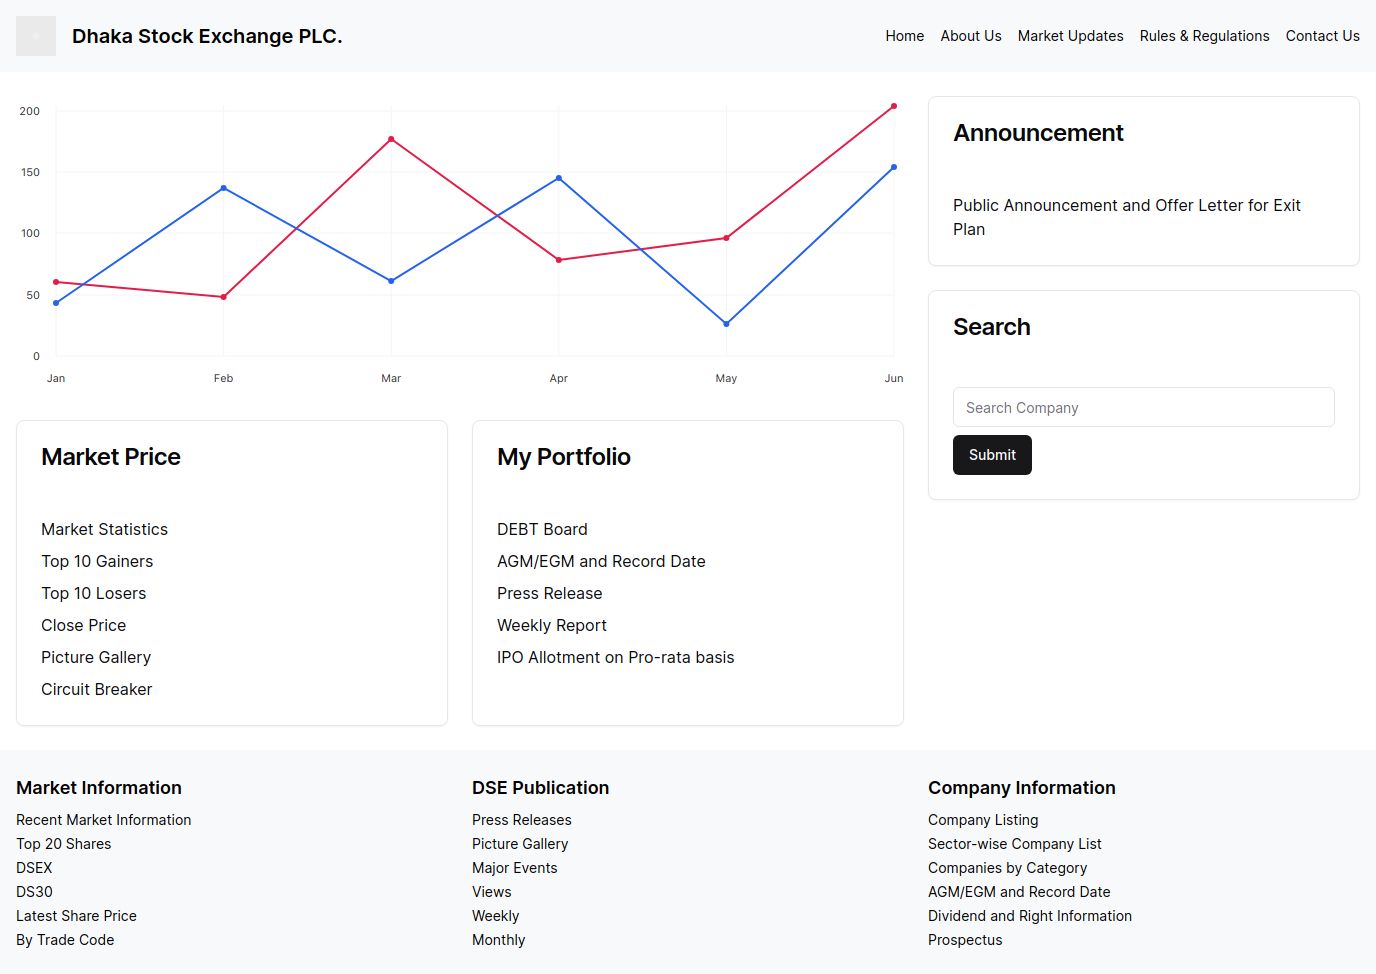 Dhaka Stock Exchange PLC.
Home About Us Market Updates Rules & Regulations Contact Us
200
150
100
50
0
Jan Feb Mar Apr May Jun
Announcement
Public Announcement and Offer Letter for Exit
Plan
Search
Search Company
Submit
Market Price
Market Statistics
Top 10 Gainers
Top 10 Losers
Close Price
Picture Gallery
Circuit Breaker
My Portfolio
DEBT Board
AGM/EGM and Record Date
Press Release
Weekly Report
IPO Allotment on Pro-rata basis
Market Information
Recent Market Information
Top 20 Shares
DSEX
DS30
Latest Share Price
By Trade Code
DSE Publication
Press Releases
Picture Gallery
Major Events
Views
Weekly
Monthly
Company Information
Company Listing
Sector-wise Company List
Companies by Category
AGM/EGM and Record Date
Dividend and Right Information
Prospectus